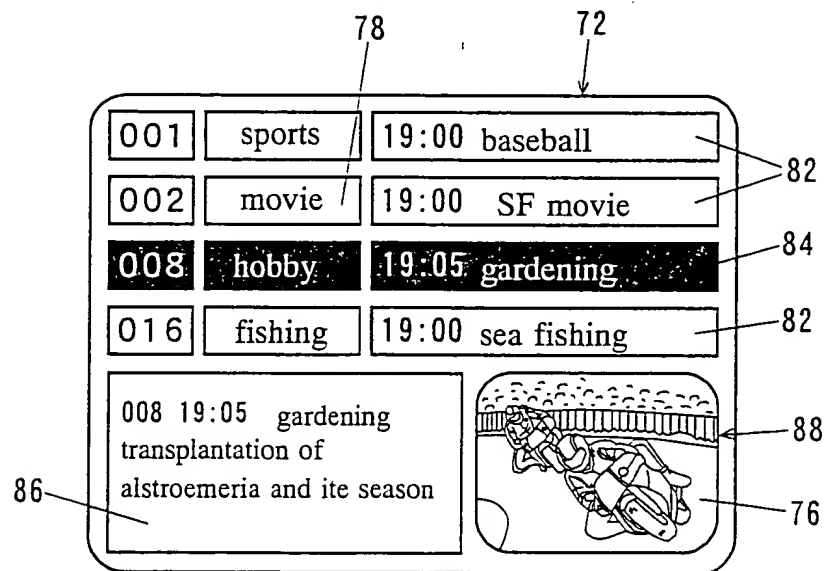 78
72
001 sports 19:00 baseball
82
002 movie 19:00 SF movie
008 hobby 19:05 gardening
84
016 fishing 19:00 sea fishing
82
008 19:05 gardening
transplantation of
alstroemeria and ite season
88
86
76